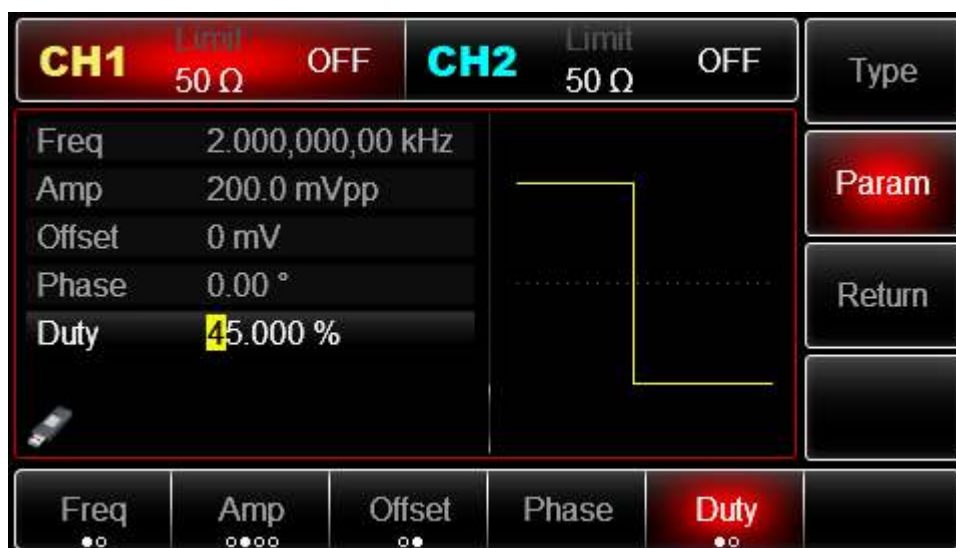 CH1 Limit 50 Ω OFF
CH2 Limit 50 Ω OFF
Type
Freq 2.000,000,00 kHz
Amp 200.0 mVpp
Offset 0 mV
Phase 0.00 °
Duty 45.000 %
Param
Return
Freq Amp Offset Phase Duty